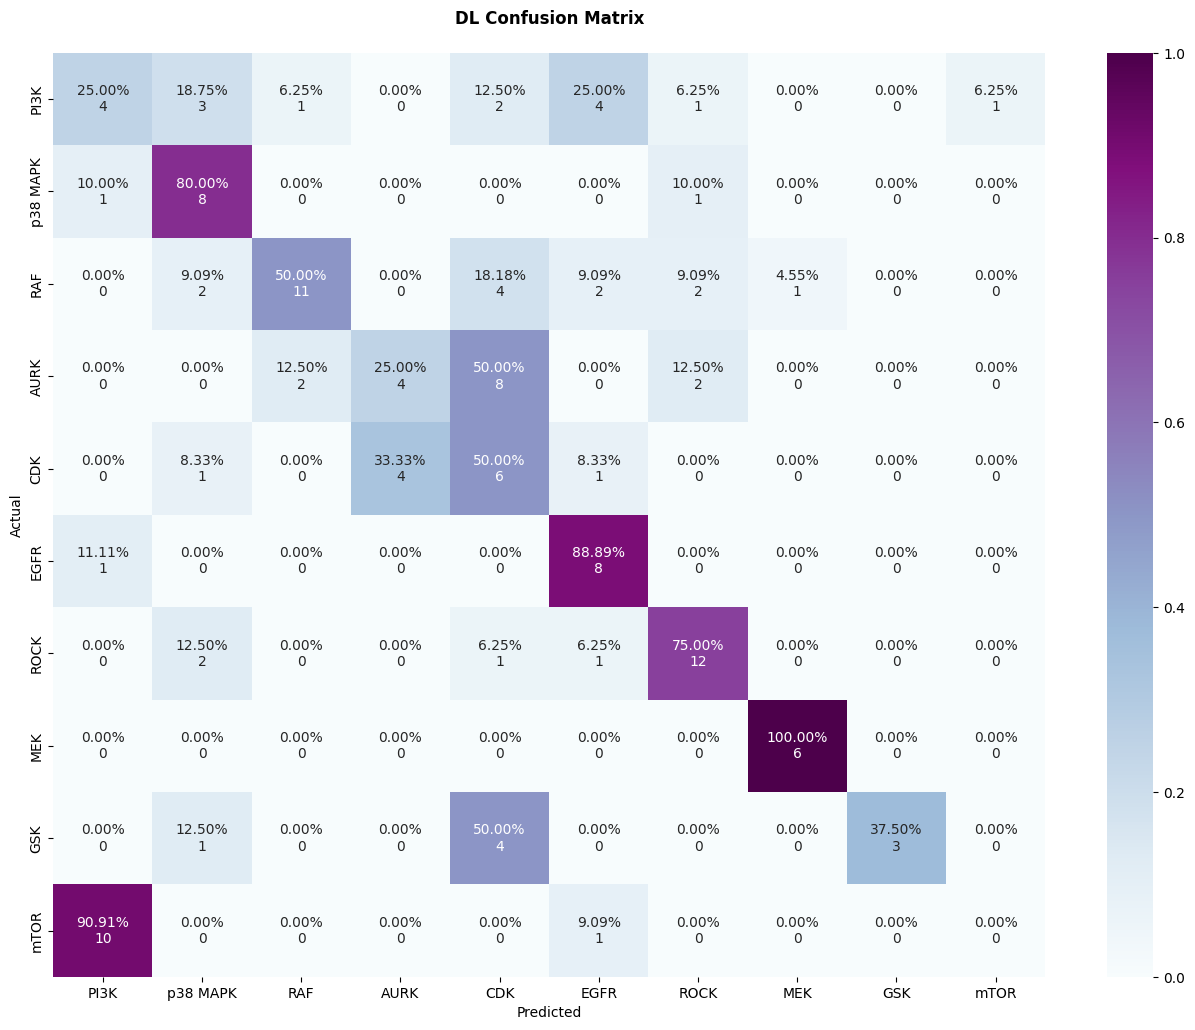 DL Confusion Matrix
25.00% 18.75% 6.25% 0.00% 12.50% 25.00% 6.25% 0.00% 0.00% 6.25%
PI3K 4 3 1 0 2 4 1 0 0 1
10.00% 80.00% 0.00% 0.00% 0.00% 0.00% 10.00% 0.00% 0.00% 0.00%
p38 MAPK 1 8 0 0 0 0 1 0 0 0
0.00% 9.09% 50.00% 0.00% 18.18% 9.09% 9.09% 4.55% 0.00% 0.00%
RAF 0 2 11 0 4 2 2 1 0 0
0.00% 0.00% 12.50% 25.00% 50.00% 0.00% 12.50% 0.00% 0.00% 0.00%
AURK 0 0 2 4 8 0 2 0 0 0
0.00% 8.33% 0.00% 33.33% 50.00% 8.33% 0.00% 0.00% 0.00% 0.00%
CDK 0 1 0 4 6 1 0 0 0 0
Actual
11.11% 0.00% 0.00% 0.00% 0.00% 88.89% 0.00% 0.00% 0.00% 0.00%
EGFR 1 0 0 0 0 8 0 0 0 0
0.00% 12.50% 0.00% 0.00% 6.25% 6.25% 75.00% 0.00% 0.00% 0.00%
ROCK 0 2 0 0 1 1 12 0 0 0
0.00% 0.00% 0.00% 0.00% 0.00% 0.00% 0.00% 100.00% 0.00% 0.00%
MEK 0 0 0 0 0 0 0 6 0 0
0.00% 12.50% 0.00% 0.00% 50.00% 0.00% 0.00% 0.00% 37.50% 0.00%
GSK 0 1 0 0 4 0 0 0 3 0
90.91% 0.00% 0.00% 0.00% 0.00% 9.09% 0.00% 0.00% 0.00% 0.00%
mTOR 10 0 0 0 0 1 0 0 0 0
PI3K p38 MAPK RAF AURK CDK EGFR ROCK MEK GSK mTOR
Predicted
1.0
0.8
0.6
0.4
0.2
0.0